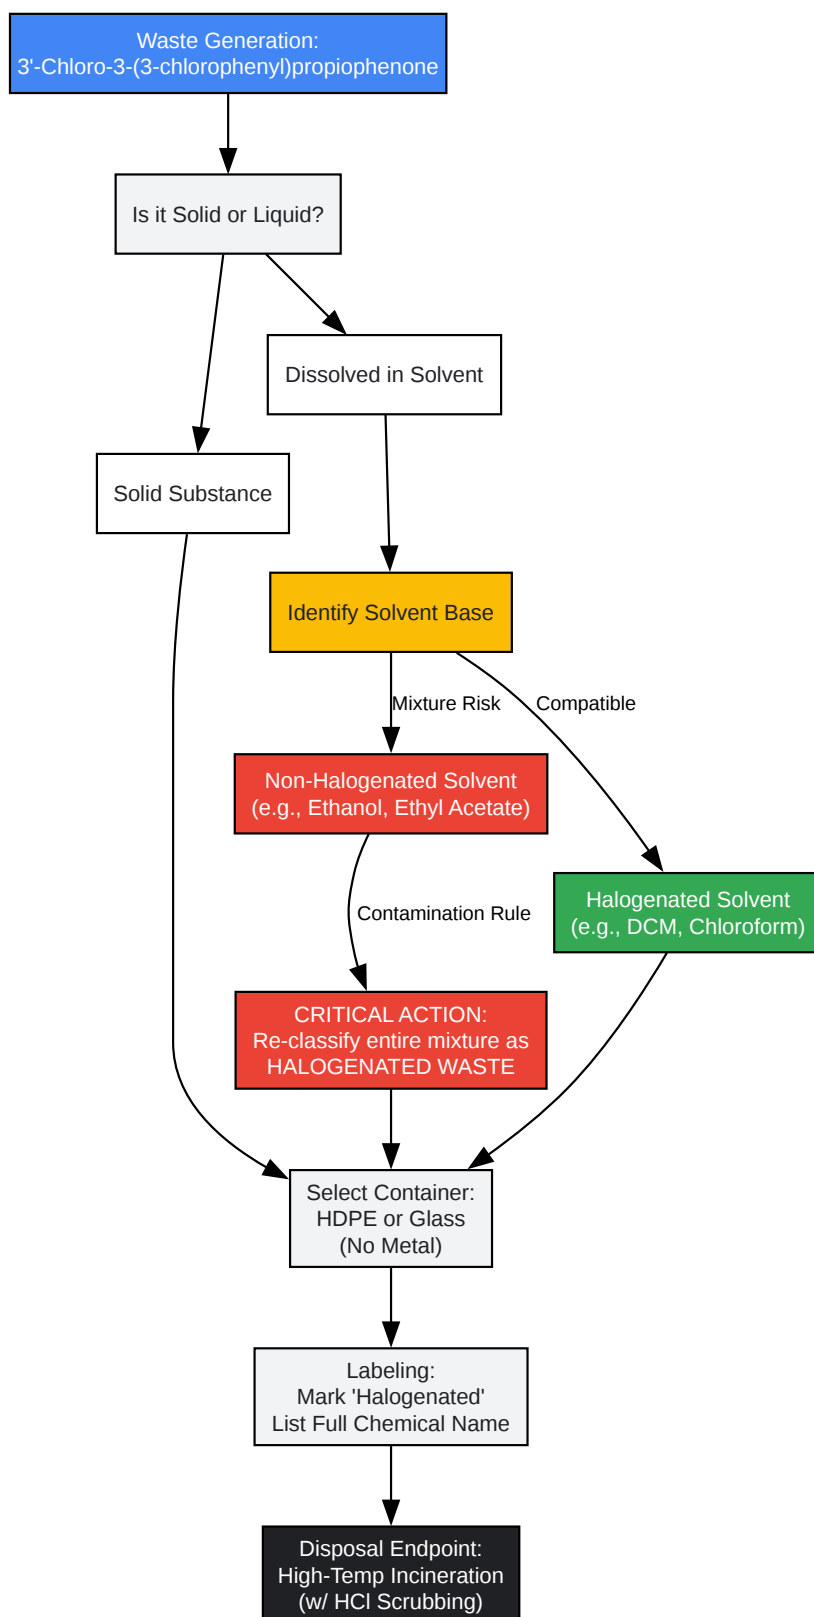 Waste Generation:
3'-Chloro-3-(3-chlorophenyl)propiophenone
Is it Solid or Liquid?
Dissolved in Solvent
Solid Substance
Identify Solvent Base
Mixture Risk
Compatible
Non-Halogenated Solvent
(e.g., Ethanol, Ethyl Acetate)
Halogenated Solvent
(e.g., DCM, Chloroform)
Contamination Rule
CRITICAL ACTION:
Re-classify entire mixture as
HALOGENATED WASTE
Select Container:
HDPE or Glass
(No Metal)
Labeling:
Mark 'Halogenated'
List Full Chemical Name
Disposal Endpoint:
High-Temp Incineration
(w/ HCl Scrubbing)